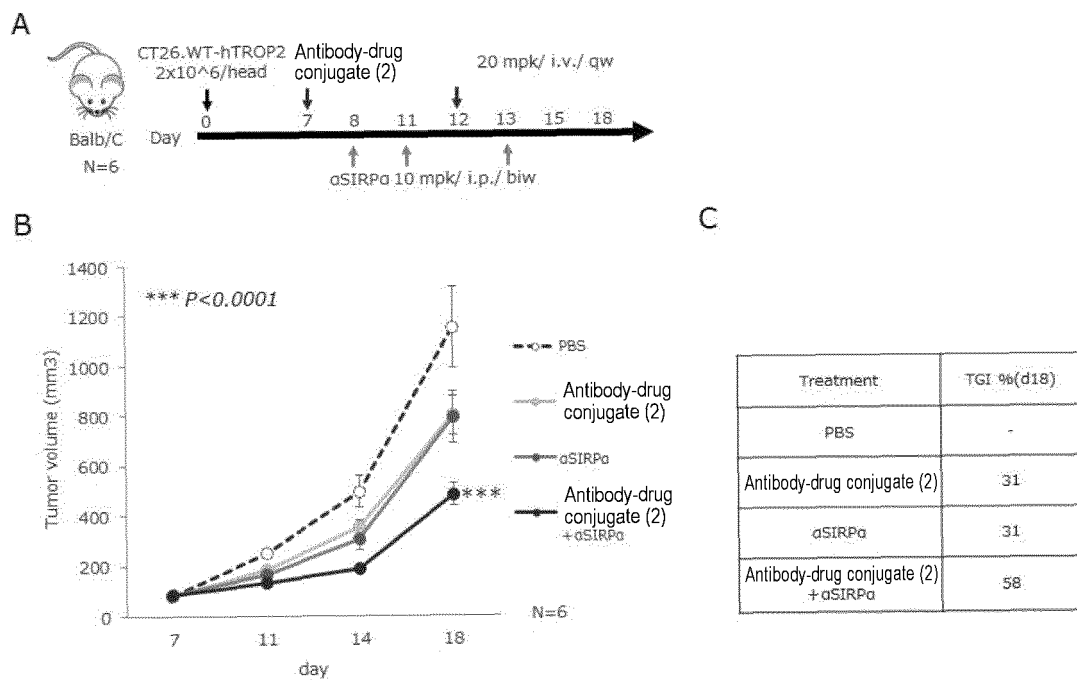 A
CT26.WT-hTROP2
2x10^6/head
Antibody-drug
conjugate (2)
20 mpk/ i.v./ qw
Balb/C
N=6
Day
0 7 8 11 12 13 15 18
αSIRPα 10 mpk/ i.p./ biw
B
*** P<0.0001
Tumor volume (mm3)
1400
1200
1000
800
600
400
200
0
7 11 14 18
day
***
PBS
Antibody-drug
conjugate (2)
αSIRPα
Antibody-drug
conjugate (2)
+αSIRPα
N=6
C
Treatment TGI %(d18)
PBS -
Antibody-drug conjugate (2) 31
αSIRPα 31
Antibody-drug conjugate (2)
+αSIRPα 58